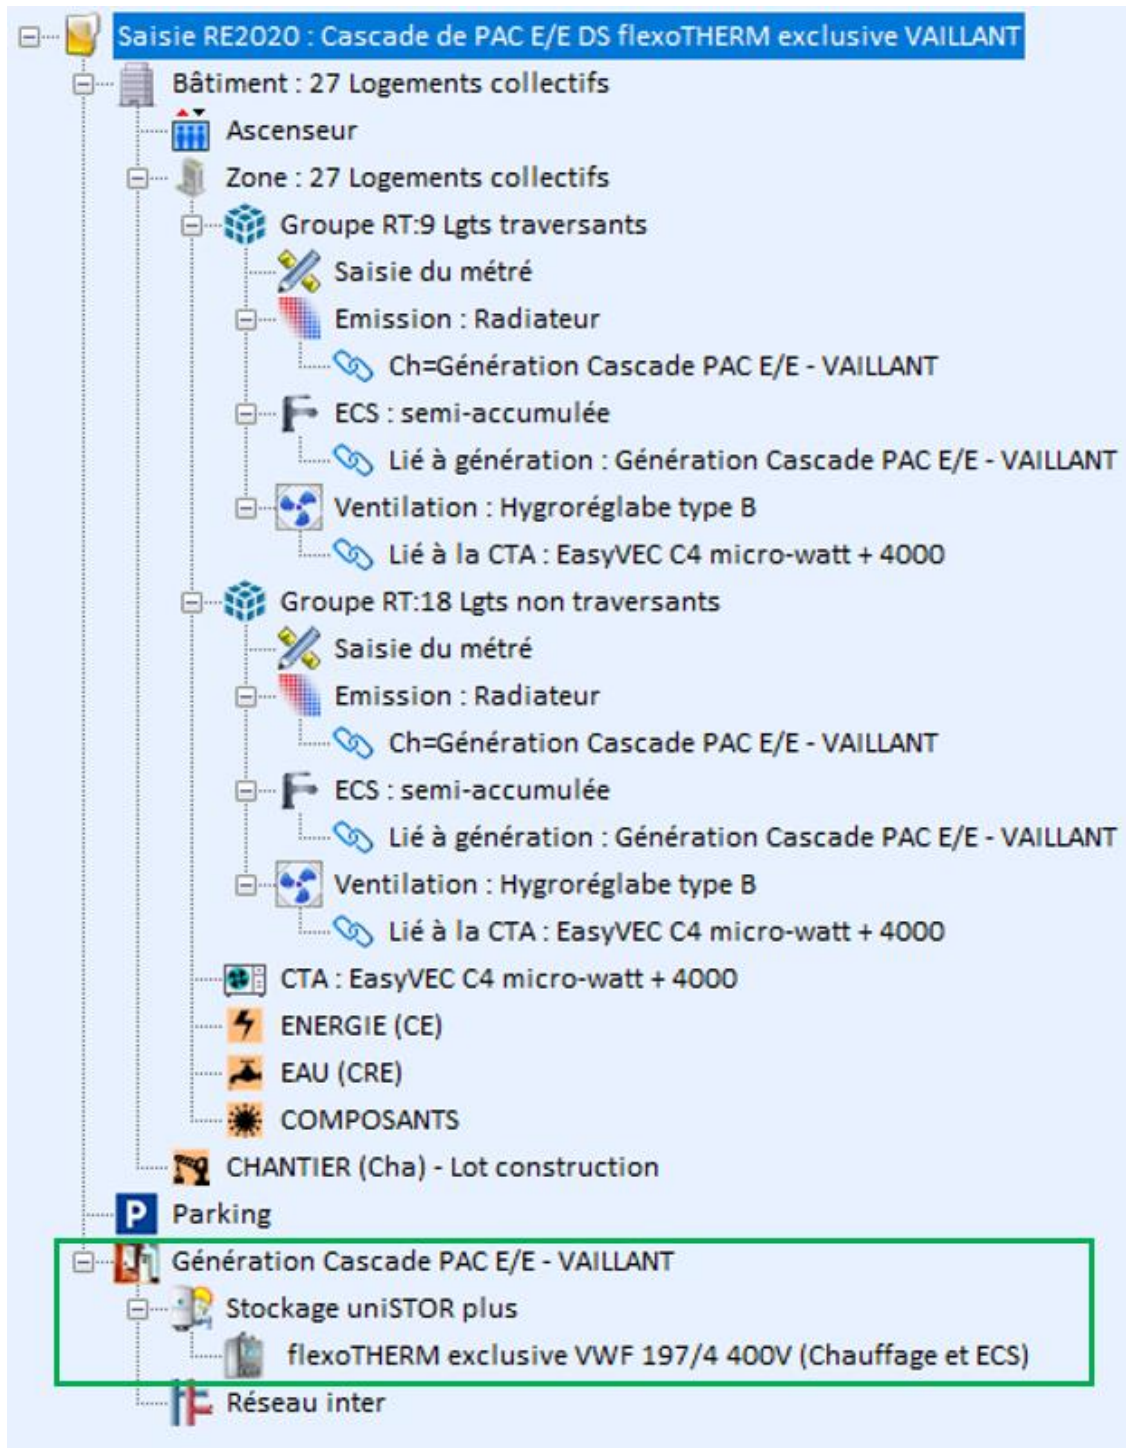 Saisie RE2020 : Cascade de PAC E/E DS flexoTHERM exclusive VAILLANT
Bâtiment : 27 Logements collectifs
Ascenseur
Zone : 27 Logements collectifs
Groupe RT:9 Lgts traversants
Saisie du métré
Emission : Radiateur
Ch=Génération Cascade PAC E/E - VAILLANT
ECS : semi-accumulée
Lié à génération : Génération Cascade PAC E/E - VAILLANT
Ventilation : Hygroréglabe type B
Lié à la CTA : EasyVEC C4 micro-watt + 4000
Groupe RT:18 Lgts non traversants
Saisie du métré
Emission : Radiateur
Ch=Génération Cascade PAC E/E - VAILLANT
ECS : semi-accumulée
Lié à génération : Génération Cascade PAC E/E - VAILLANT
Ventilation : Hygroréglabe type B
Lié à la CTA : EasyVEC C4 micro-watt + 4000
CTA : EasyVEC C4 micro-watt + 4000
ENERGIE (CE)
EAU (CRE)
COMPOSANTS
CHANTIER (Cha) - Lot construction
P Parking
Génération Cascade PAC E/E - VAILLANT
Stockage uniSTOR plus
flexoTHERM exclusive VWF 197/4 400V (Chauffage et ECS)
Réseau inter